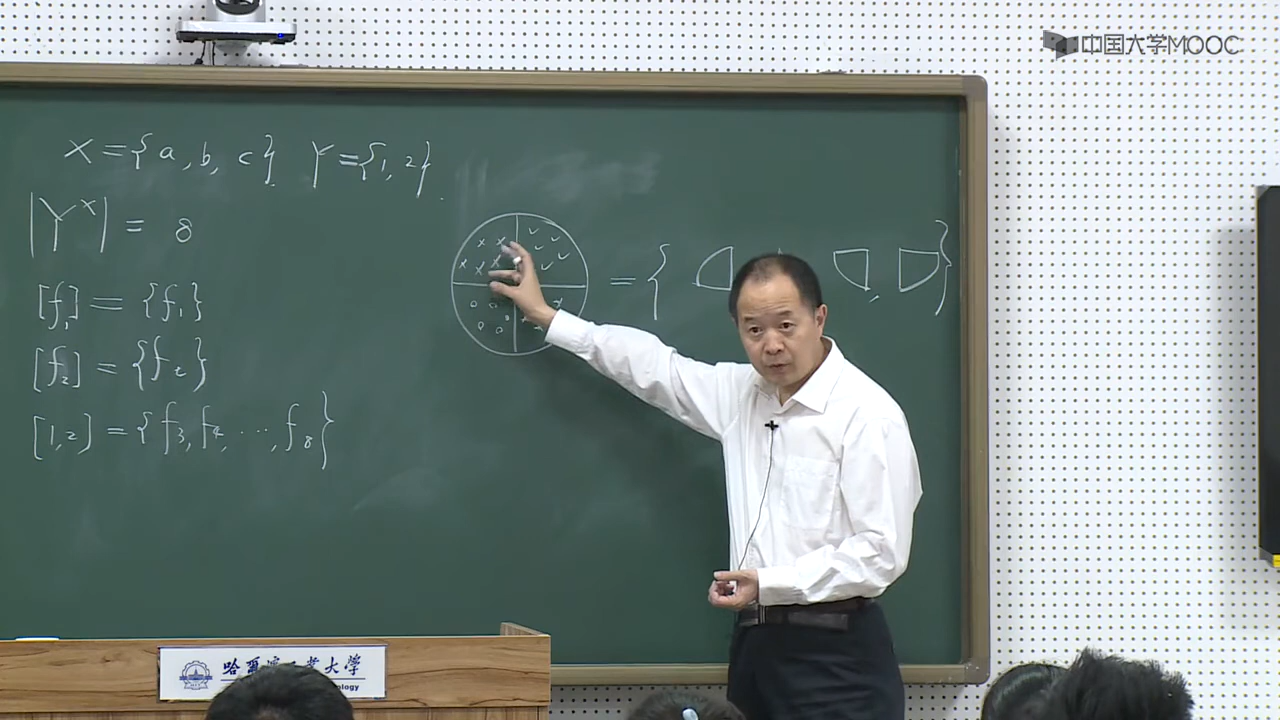 中国大学MOOC
X={a,b,c} Y={1,2}.
|Y^X| = 8
[f₁] = {f₁}
[f₂] = {f₂}
[1,2] = {f₃,f₄,⋯,f₈}
={ , }
哈尔滨工业大学